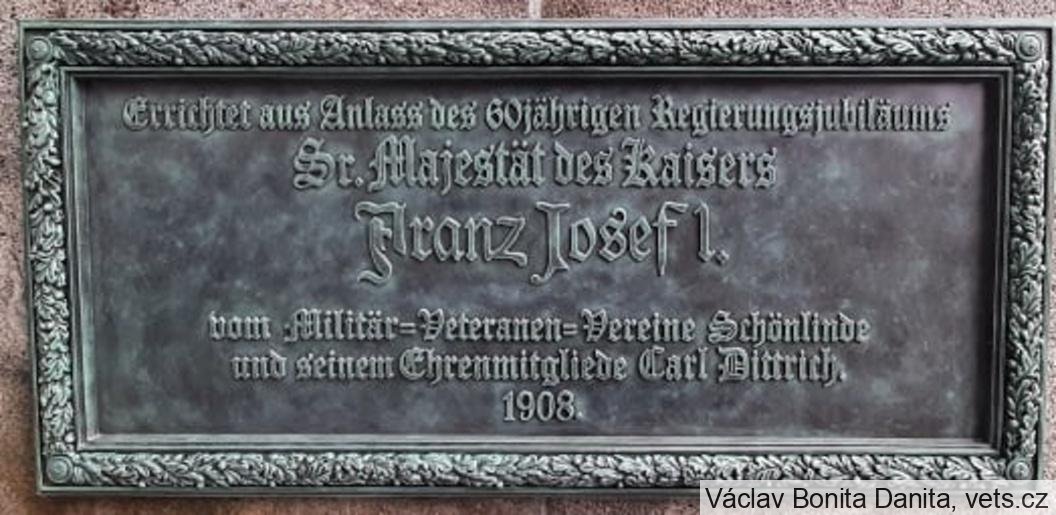 Errichtet aus Anlass des 60jährigen Regierungsjubiläums
Sr. Majestät des Kaisers
Franz Josef I.
vom Militär=Veteranen=Vereine Schönlinde
und seinem Ehrenmitgliede Carl Dittrich.
1908.
Václav Bonita Danita, vets.cz